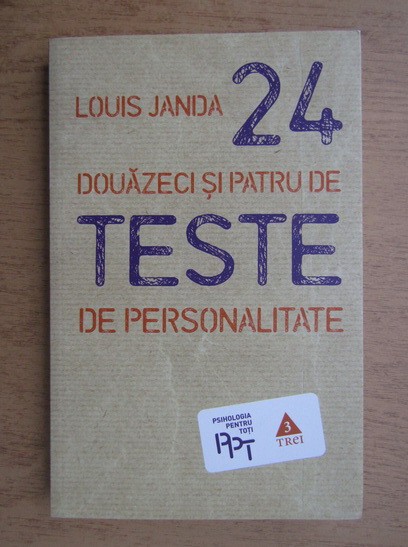 LOUIS JANDA 24
DOUĂZECI ȘI PATRU DE
TESTE
DE PERSONALITATE
PSIHOLOGIA
PENTRU
TOȚI
PPT
3
TREI